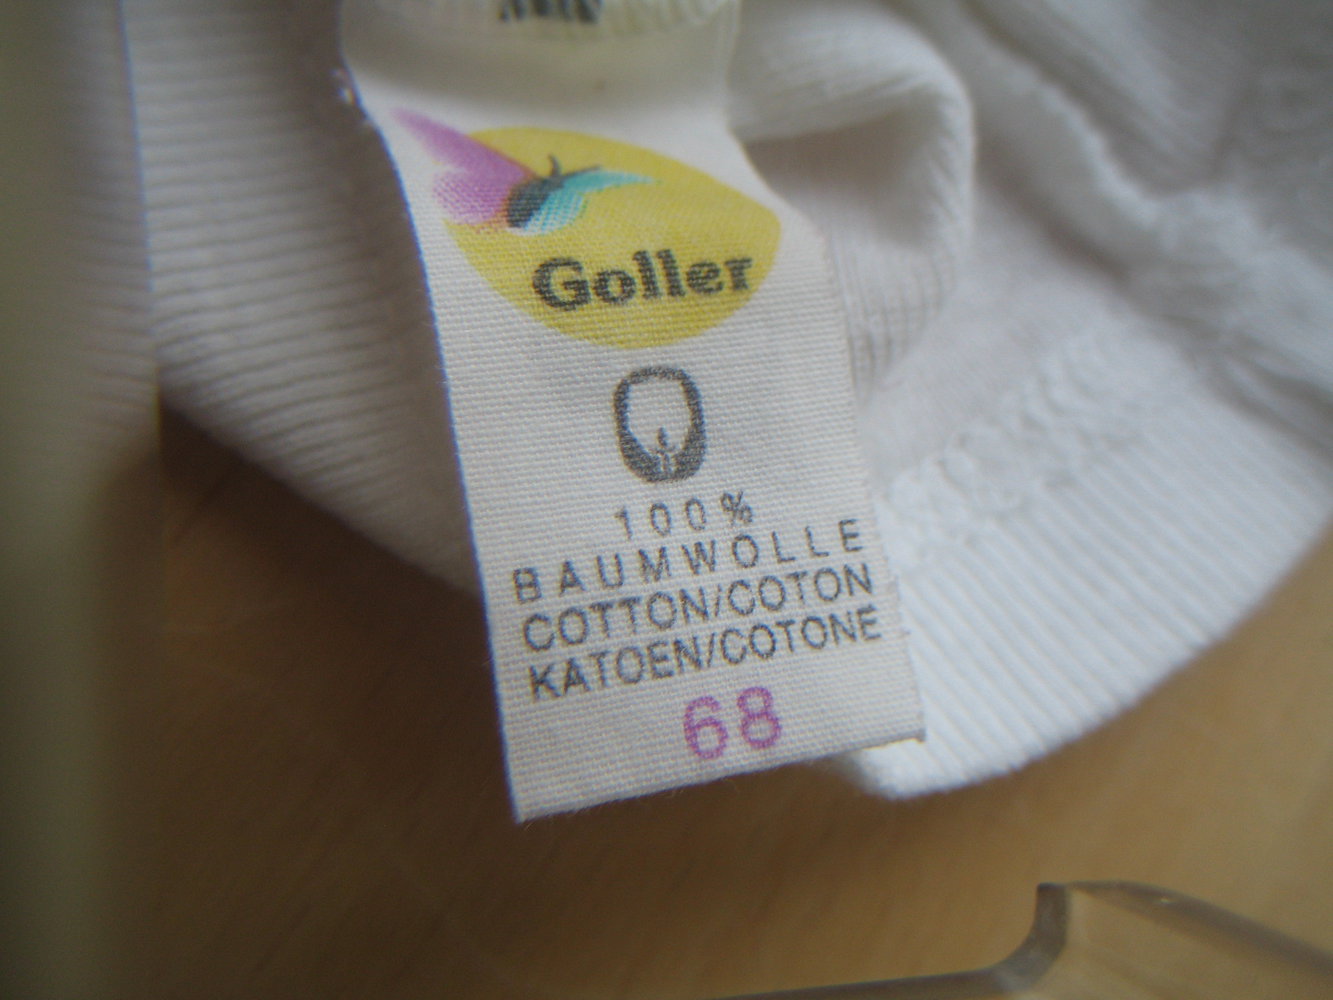 Goller
100%
BAUMWOLLE
COTTON/COTON
KATOEN/COTONE
68